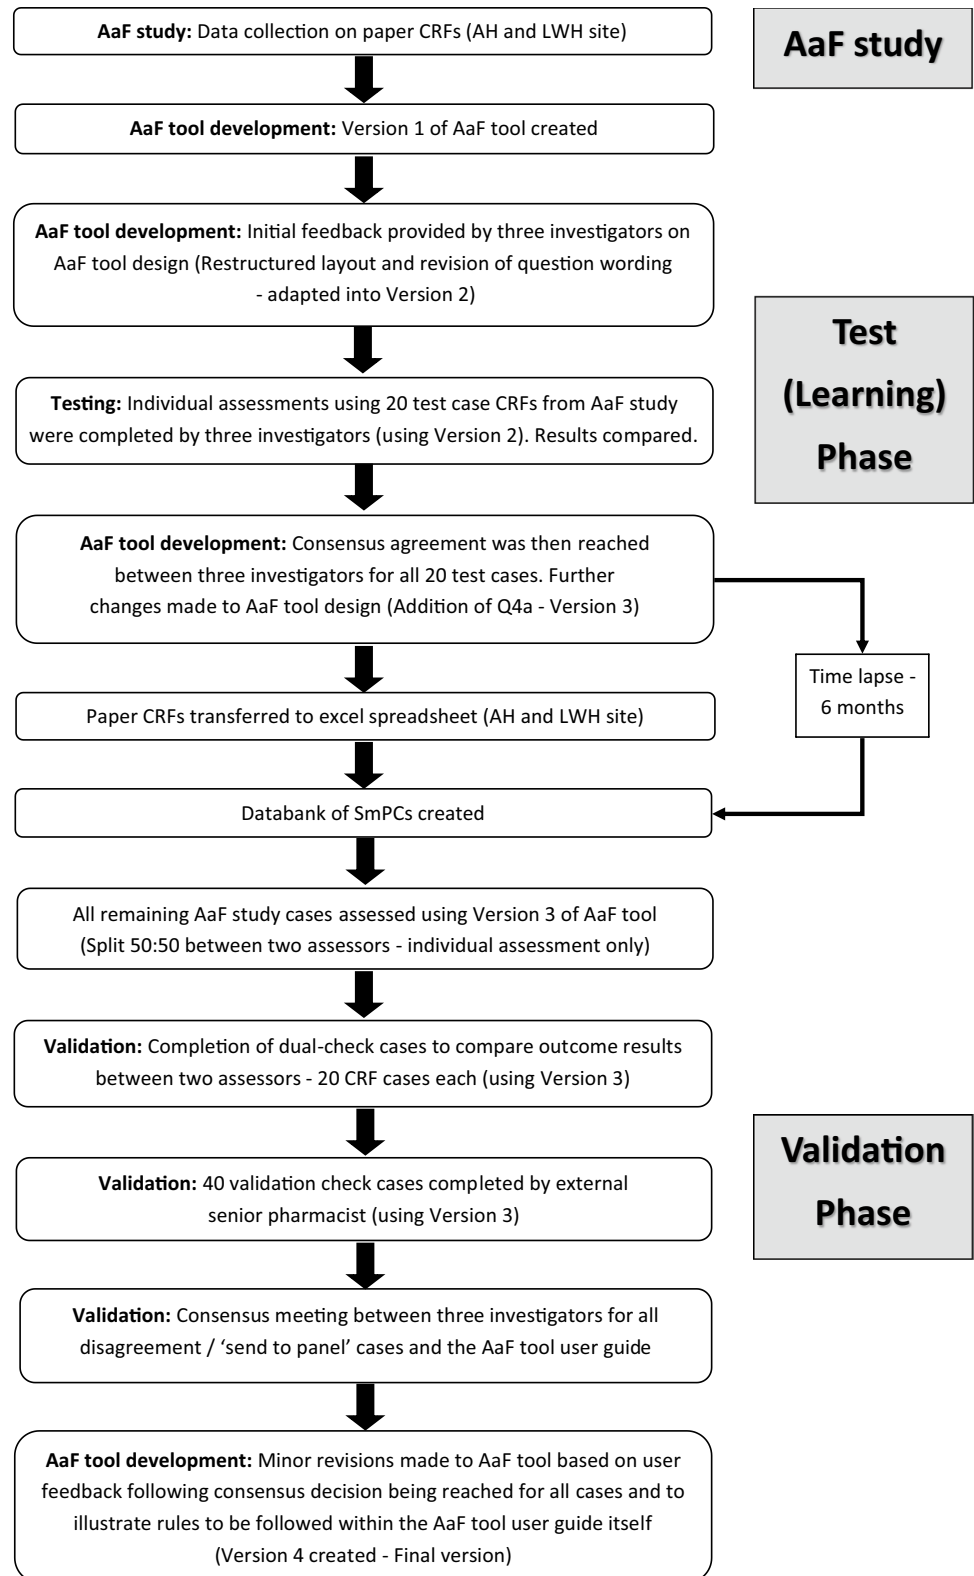 AaF study: Data collection on paper CRFs (AH and LWH site)
AaF study
AaF tool development: Version 1 of AaF tool created
AaF tool development: Initial feedback provided by three investigators on
AaF tool design (Restructured layout and revision of question wording
- adapted into Version 2)
Test
(Learning)
Phase
Testing: Individual assessments using 20 test case CRFs from AaF study
were completed by three investigators (using Version 2). Results compared.
AaF tool development: Consensus agreement was then reached
between three investigators for all 20 test cases. Further
changes made to AaF tool design (Addition of Q4a - Version 3)
Time lapse -
6 months
Paper CRFs transferred to excel spreadsheet (AH and LWH site)
Databank of SmPCs created
All remaining AaF study cases assessed using Version 3 of AaF tool
(Split 50:50 between two assessors - individual assessment only)
Validation: Completion of dual-check cases to compare outcome results
between two assessors - 20 CRF cases each (using Version 3)
Validation
Phase
Validation: 40 validation check cases completed by external
senior pharmacist (using Version 3)
Validation: Consensus meeting between three investigators for all
disagreement / ‘send to panel’ cases and the AaF tool user guide
AaF tool development: Minor revisions made to AaF tool based on user
feedback following consensus decision being reached for all cases and to
illustrate rules to be followed within the AaF tool user guide itself
(Version 4 created - Final version)